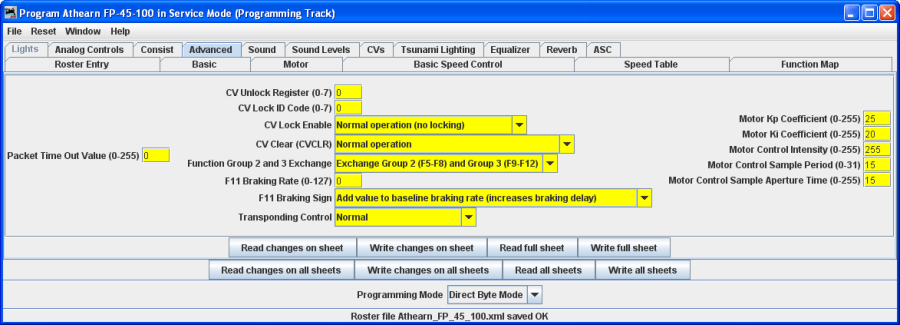 Program Athearn FP-45-100 in Service Mode (Programming Track)
File Reset Window Help
Lights Analog Controls Consist Advanced Sound Sound Levels CVs Tsunami Lighting Equalizer Reverb ASC
Roster Entry Basic Motor Basic Speed Control Speed Table Function Map
Packet Time Out Value (0-255) 0
CV Unlock Register (0-7) 0
CV Lock ID Code (0-7) 0
CV Lock Enable Normal operation (no locking)
CV Clear (CVCLR) Normal operation
Function Group 2 and 3 Exchange Exchange Group 2 (F5-F8) and Group 3 (F9-F12)
F11 Braking Rate (0-127) 0
F11 Braking Sign Add value to baseline braking rate (increases braking delay)
Transponding Control Normal
Motor Kp Coefficient (0-255) 25
Motor Ki Coefficient (0-255) 20
Motor Control Intensity (0-255) 255
Motor Control Sample Period (0-31) 15
Motor Control Sample Aperture Time (0-255) 15
Read changes on sheet Write changes on sheet Read full sheet Write full sheet
Read changes on all sheets Write changes on all sheets Read all sheets Write all sheets
Programming Mode Direct Byte Mode
Roster file Athearn_FP_45_100.xml saved OK